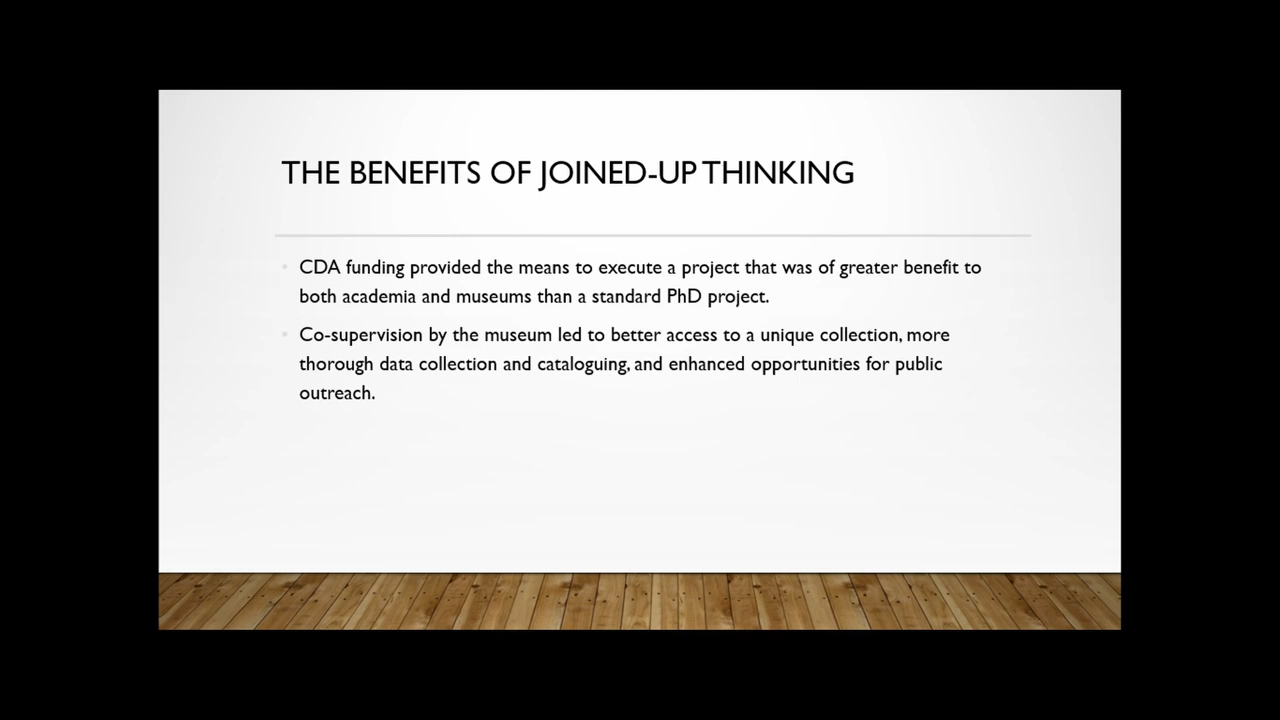 THE BENEFITS OF JOINED-UP THINKING
• CDA funding provided the means to execute a project that was of greater benefit to
both academia and museums than a standard PhD project.
• Co-supervision by the museum led to better access to a unique collection, more
thorough data collection and cataloguing, and enhanced opportunities for public
outreach.